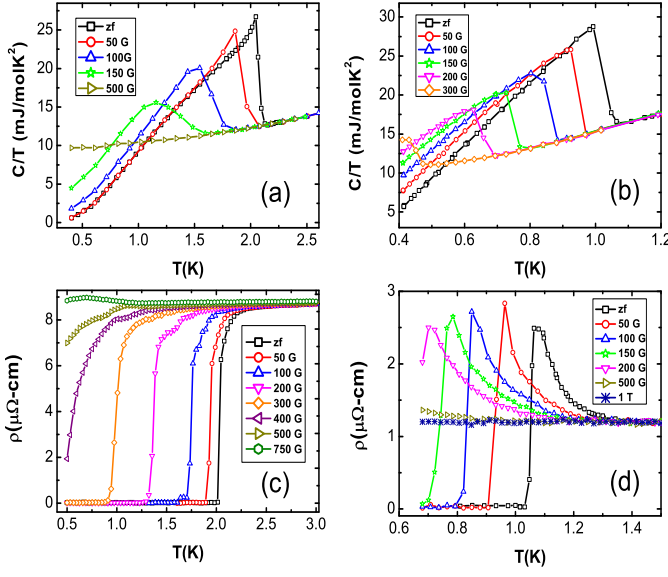 30
25
20
15
10
5
0
C/T (mJ/molK²)
zf
50 G
100G
150 G
500 G
(a)
0.5 1.0 1.5 2.0 2.5
T(K)
30
25
20
15
10
5
C/T (mJ/molK²)
zf
50 G
100 G
150 G
200 G
300 G
(b)
0.4 0.6 0.8 1.0 1.2
T(K)
9
6
3
0
ρ(μΩ-cm)
zf
50 G
100 G
200 G
300 G
400 G
500 G
750 G
(c)
0.5 1.0 1.5 2.0 2.5 3.0
T(K)
3
2
1
0
ρ(μΩ-cm)
zf
50 G
100 G
150 G
200 G
500 G
1 T
(d)
0.6 0.8 1.0 1.2 1.4
T(K)